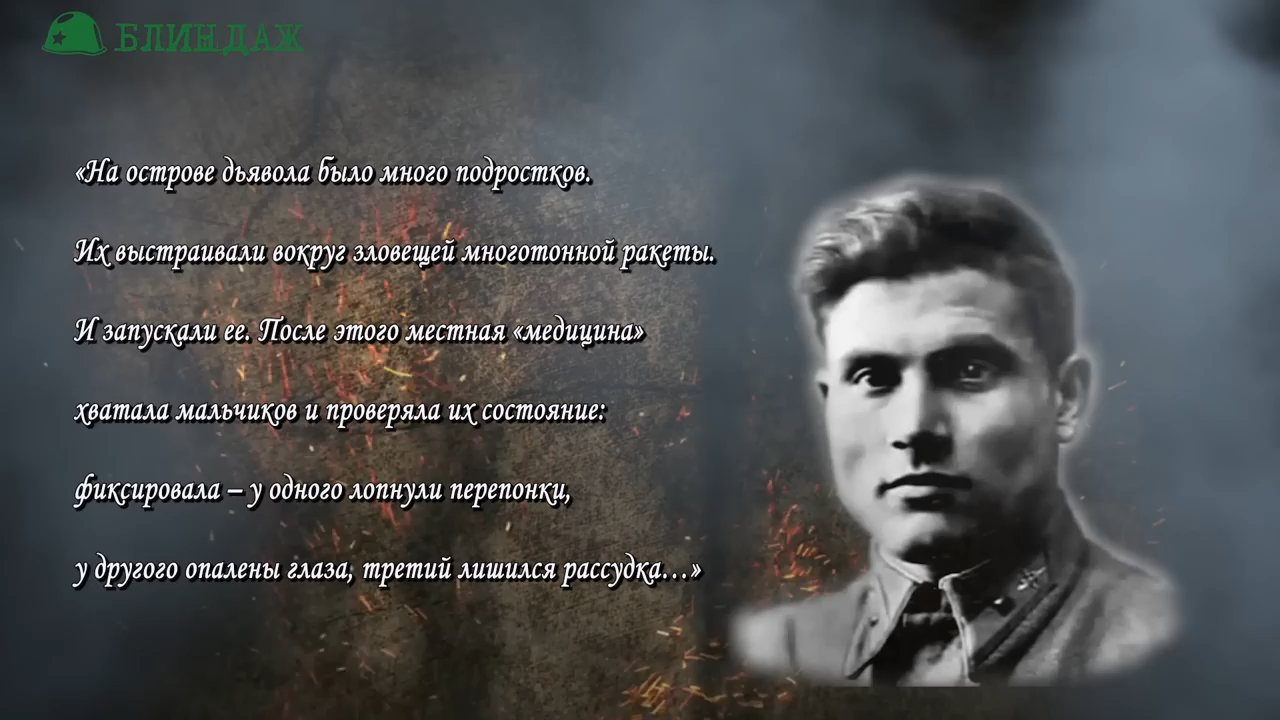 БЛИНДАЖ
«На острове дьявола было много подростков.
Их выстраивали вокруг зловещей многотонной ракеты.
И запускали ее. После этого местная «медицина»
хватала мальчиков и проверяла их состояние:
фиксировала – у одного лопнули перепонки,
у другого опалены глаза, третий лишился рассудка...»